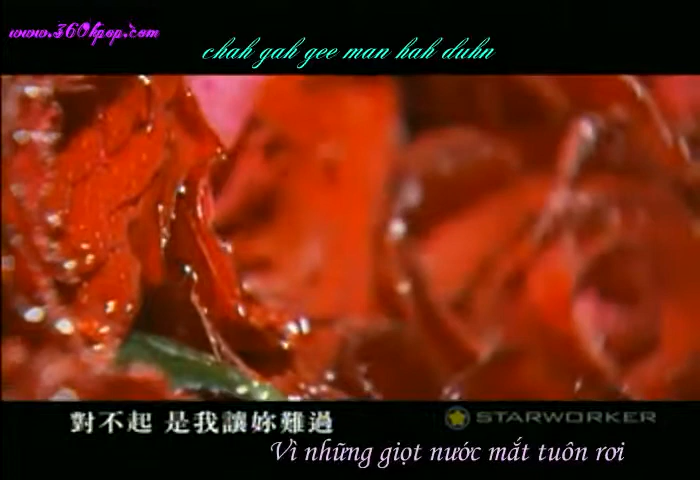 www.360kpop.com
chah gah gee man hah duhn
對不起 是我讓妳難過
STARWORKER
Vì những giọt nước mắt tuôn rơi